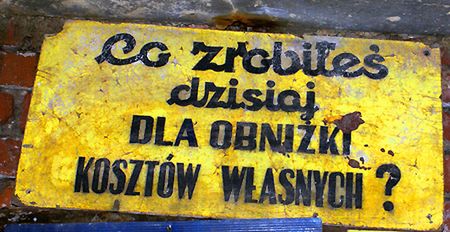 Co zrobiłeś
dzisiaj
DLA OBNIŻKI
KOSZTÓW WŁASNYCH ?